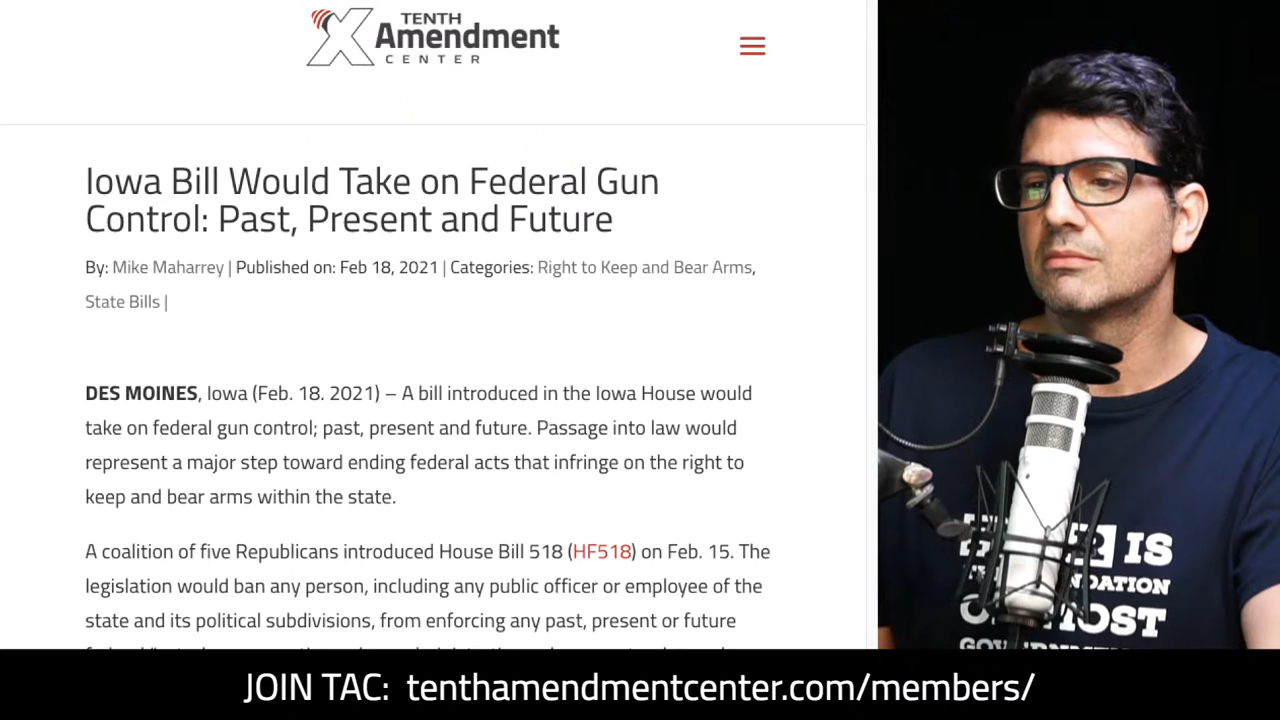 TENTH
Amendment
CENTER
Iowa Bill Would Take on Federal Gun
Control: Past, Present and Future
By: Mike Maharrey | Published on: Feb 18, 2021 | Categories: Right to Keep and Bear Arms,
State Bills |
DES MOINES, Iowa (Feb. 18. 2021) – A bill introduced in the Iowa House would
take on federal gun control; past, present and future. Passage into law would
represent a major step toward ending federal acts that infringe on the right to
keep and bear arms within the state.
A coalition of five Republicans introduced House Bill 518 (HF518) on Feb. 15. The
legislation would ban any person, including any public officer or employee of the
state and its political subdivisions, from enforcing any past, present or future
IS
MOST
JOIN TAC: tenthamendmentcenter.com/members/